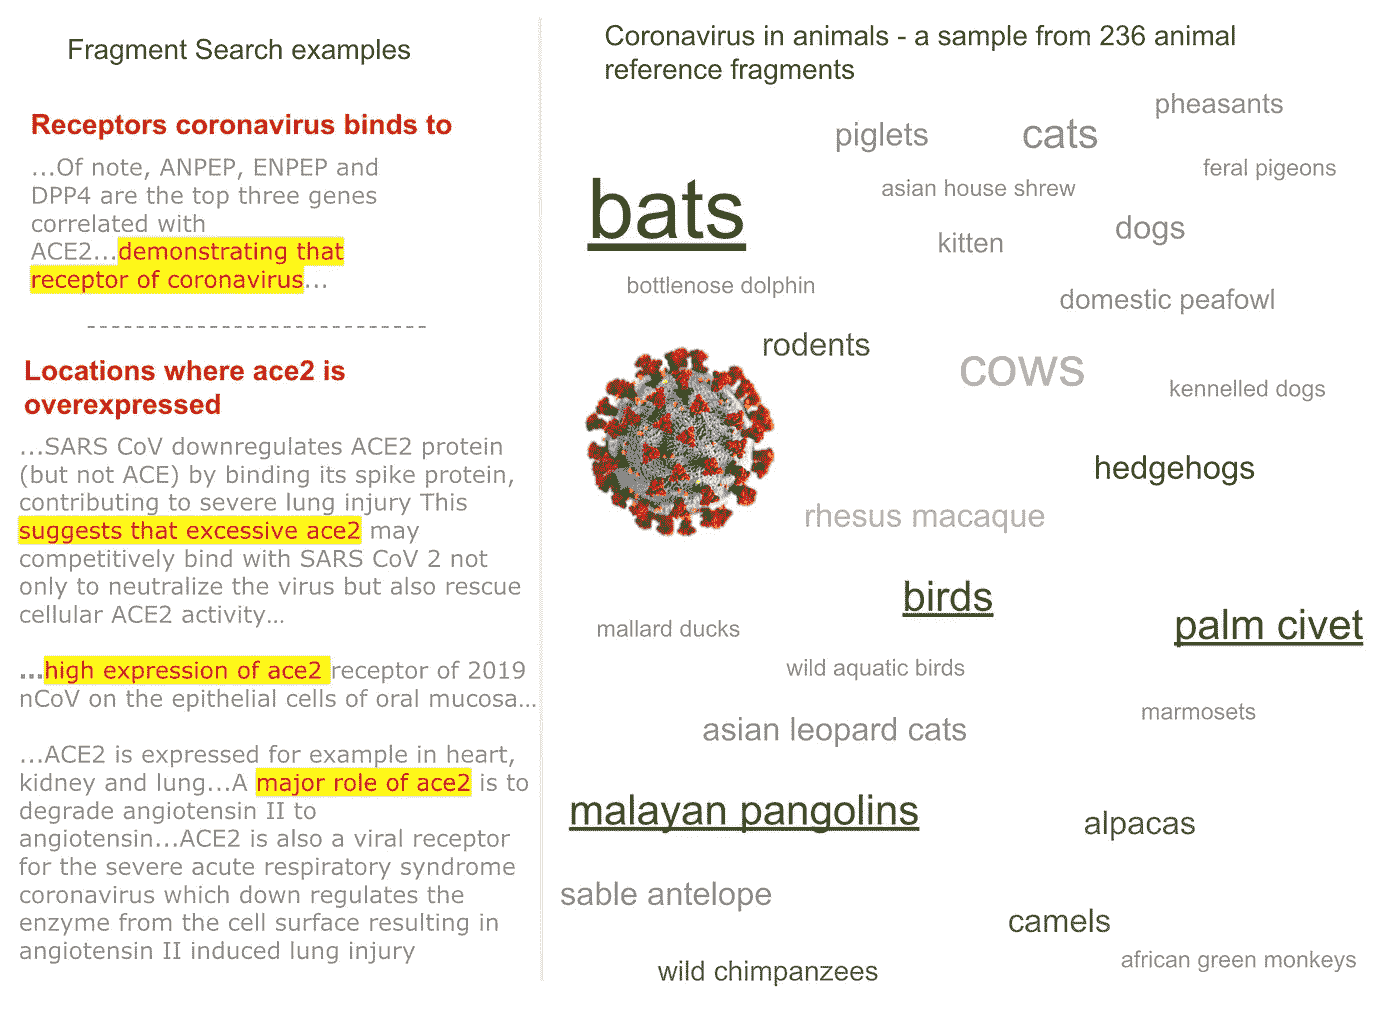 Fragment Search examples
Receptors coronavirus binds to
...Of note, ANPEP, ENPEP and
DPP4 are the top three genes
correlated with
ACE2...demonstrating that
receptor of coronavirus...
----------------------------
Locations where ace2 is
overexpressed
...SARS CoV downregulates ACE2 protein
(but not ACE) by binding its spike protein,
contributing to severe lung injury This
suggests that excessive ace2 may
competitively bind with SARS CoV 2 not
only to neutralize the virus but also rescue
cellular ACE2 activity...
...high expression of ace2 receptor of 2019
nCoV on the epithelial cells of oral mucosa...
...ACE2 is expressed for example in heart,
kidney and lung...A major role of ace2 is to
degrade angiotensin II to
angiotensin...ACE2 is also a viral receptor
for the severe acute respiratory syndrome
coronavirus which down regulates the
enzyme from the cell surface resulting in
angiotensin II induced lung injury
Coronavirus in animals - a sample from 236 animal
reference fragments
pheasants
piglets
cats
feral pigeons
asian house shrew
bats
dogs
kitten
bottlenose dolphin
domestic peafowl
rodents
cows
kennelled dogs
hedgehogs
rhesus macaque
birds
palm civet
mallard ducks
wild aquatic birds
marmosets
asian leopard cats
malayan pangolins
alpacas
sable antelope
camels
african green monkeys
wild chimpanzees